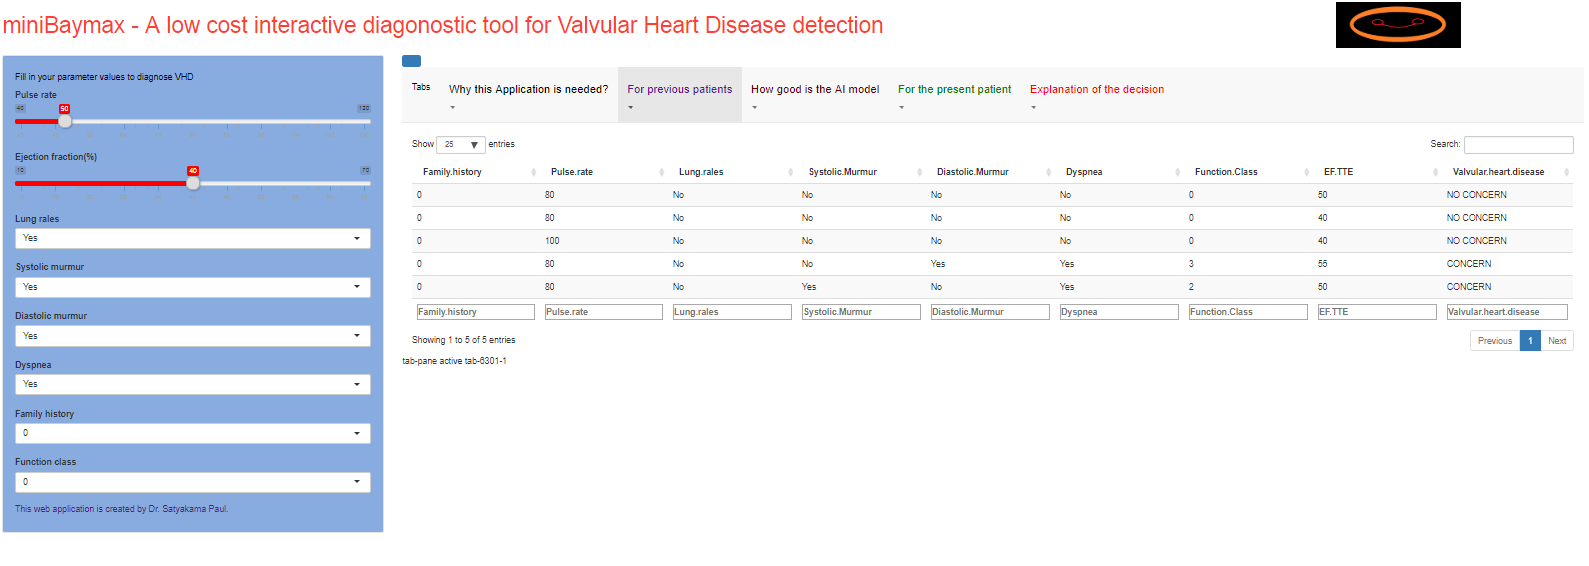 miniBaymax - A low cost interactive diagonostic tool for Valvular Heart Disease detection
Fill in your parameter values to diagnose VHD
Pulse rate
40 50 120
Ejection fraction(%)
10 40 70
Lung rales
Yes
Systolic murmur
Yes
Diastolic murmur
Yes
Dyspnea
Yes
Family history
0
Function class
0
This web application is created by Dr. Satyakama Paul.
Tabs Why this Application is needed? For previous patients How good is the AI model For the present patient Explanation of the decision
Show 25 entries Search:
Family.history Pulse.rate Lung.rales Systolic.Murmur Diastolic.Murmur Dyspnea Function.Class EF.TTE Valvular.heart.disease
0 80 No No No No 0 50 NO CONCERN
0 80 No No No No 0 40 NO CONCERN
0 100 No No No No 0 40 NO CONCERN
0 80 No No Yes Yes 3 55 CONCERN
0 80 No Yes No Yes 2 50 CONCERN
Family.history Pulse.rate Lung.rales Systolic.Murmur Diastolic.Murmur Dyspnea Function.Class EF.TTE Valvular.heart.disease
Showing 1 to 5 of 5 entries Previous 1 Next
tab-pane active tab-6301-1